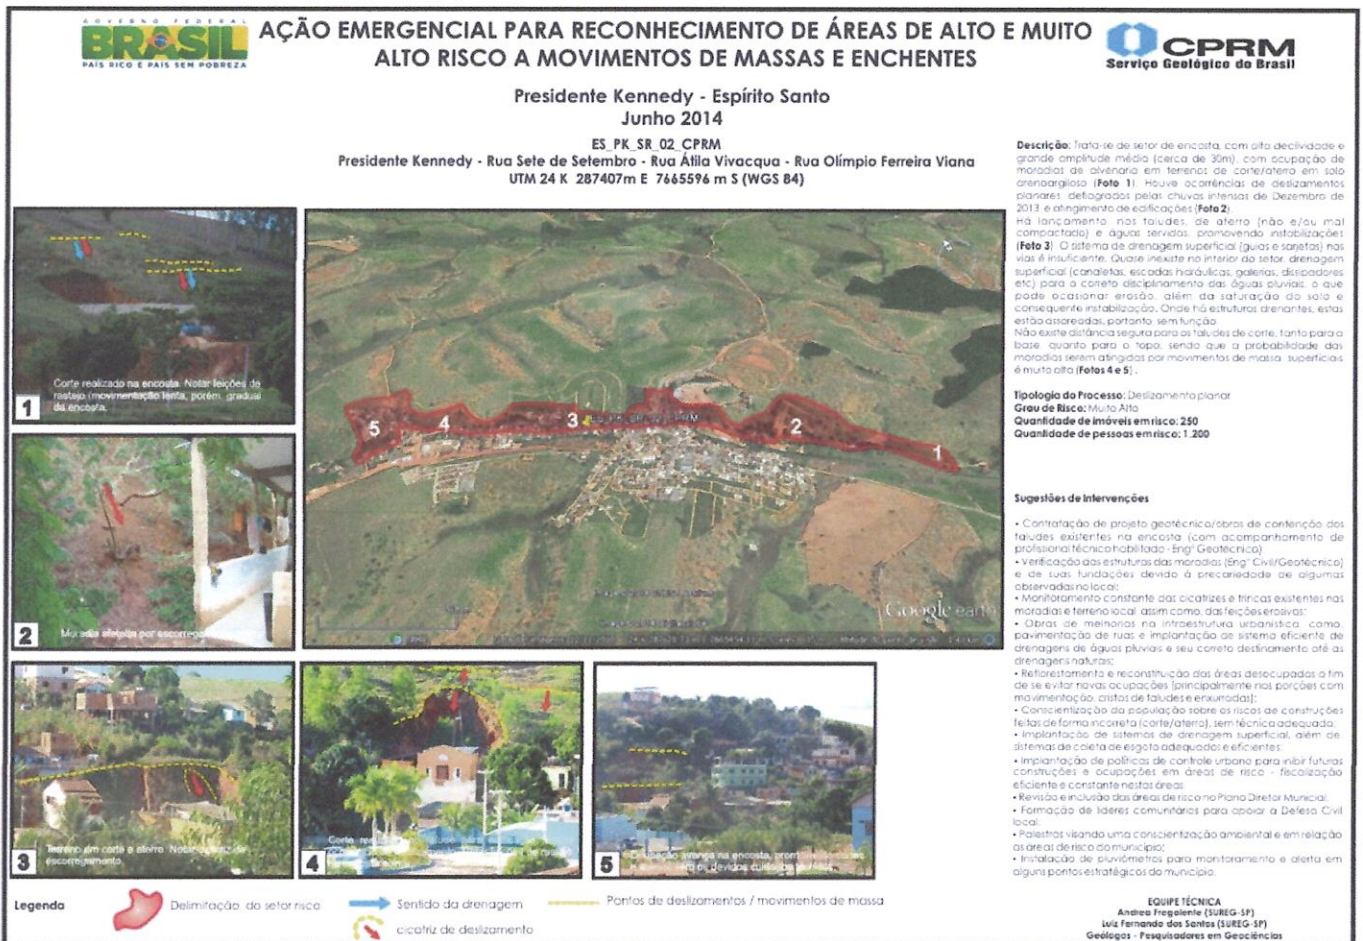 GOVERNO FEDERAL
BRASIL
PAÍS RICO É PAÍS SEM POBREZA
AÇÃO EMERGENCIAL PARA RECONHECIMENTO DE ÁREAS DE ALTO E MUITO
ALTO RISCO A MOVIMENTOS DE MASSAS E ENCHENTES
CPRM
Serviço Geológico do Brasil
Presidente Kennedy - Espírito Santo
Junho 2014
ES_PK_SR_02_CPRM
Presidente Kennedy - Rua Sete de Setembro - Rua Átila Vivacqua - Rua Olímpio Ferreira Viana
UTM 24 K 287407m E 7665596 m S (WGS 84)
Descrição: Trata-se de setor de encosta, com alta declividade e
grande amplitude média (cerca de 30m), com ocupação de
moradias de alvenaria em terrenos de corte/aterro em solo
arenoargiloso (Foto 1). Houve ocorrências de deslizamentos
planares, deflagrados pelas chuvas intensas de Dezembro de
2013 e atingimento de edificações (Foto 2).
Há lançamento, nos taludes, de aterro (não e/ou mal
compactado) e águas servidas, promovendo instabilizações
(Foto 3). O sistema de drenagem superficial (guias e sarjetas) nas
vias é insuficiente. Quase inexiste no interior do setor, drenagem
superficial (canaletas, escadas hidráulicas, galerias, dissipadores
etc) para o correto disciplinamento das águas pluviais, o que
pode ocasionar erosão, além da saturação do solo e
consequente instabilização. Onde há estruturas drenantes, estas
estão assoreadas, portanto, sem função.
Não existe distância segura para os taludes de corte, tanto para a
base, quanto para o topo, sendo que a probabilidade das
moradias serem atingidas por movimentos de massa superficiais
é muito alta (Fotos 4 e 5).
Tipologia do Processo: Deslizamento planar
Grau de Risco: Muito Alto
Quantidade de imóveis em risco: 250
Quantidade de pessoas em risco: 1.200
Sugestões de Intervenções
• Contratação de projeto geotécnico/obras de contenção dos
taludes existentes na encosta (com acompanhamento de
profissional técnico habilitado - Engº Geotécnico)
• Verificação das estruturas das moradias (Engº Civil/Geotécnico)
e de suas fundações devido à precariedade de algumas
observadas no local;
• Monitoramento constante das cicatrizes e trincas existentes nas
moradias e terreno local, assim como, das feições erosivas;
• Obras de melhorias na infraestrutura urbanística como:
pavimentação de ruas e implantação de sistema eficiente de
drenagens de águas pluviais e seu correto destinamento até as
drenagens naturais;
• Reflorestamento e reconstituição das áreas desocupadas a fim
de se evitar novas ocupações (principalmente nas porções com
movimentação, cristas de taludes e enxurradas);
• Conscientização da população sobre os riscos de construções
feitas de forma incorreta (corte/aterro), sem técnica adequada;
• Implantação de sistemas de drenagem superficial, além de
sistemas de coleta de esgoto adequados e eficientes;
• Implantação de políticas de controle urbano para inibir futuras
construções e ocupações em áreas de risco - fiscalização
eficiente e constante nestas áreas
• Revisão e inclusão das áreas de risco no Plano Diretor Municial;
• Formação de líderes comunitários para apoiar a Defesa Civil
local;
• Palestras visando uma conscientização ambiental e em relação
as áreas de risco do município;
• Instalação de pluviômetros para monitoramento e alerta em
alguns pontos estratégicos do município.
EQUIPE TÉCNICA
Andrea Fregolente (SUREG-SP)
Luiz Fernando dos Santos (SUREG-SP)
Geólogos - Pesquisadores em Geociências
Corte realizado na encosta. Notar feições de
rastejo (movimentação lenta, porém, gradual
da encosta.
1
2
Moradia afetada por
3
Terreno em corte e aterro. Notar
escorregamento.
4
Corte
5
Ocupação avança na encosta,
5
4
3
ES_PK_SR_02_CPRM
2
1
Google earth
Legenda
Delimitação do setor risco
Sentido da drenagem
Pontos de deslizamentos / movimentos de massa
cicatriz de deslizamento